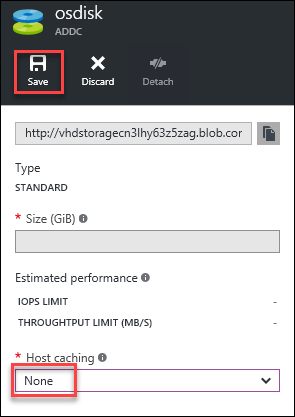 osdisk
ADDC
Save Discard Detach
http://vhdstoragecn3lhy63z5zag.blob.cor
Type
STANDARD
* Size (GiB)
Estimated performance
IOPS LIMIT -
THROUGHTPUT LIMIT (MB/S) -
* Host caching
None